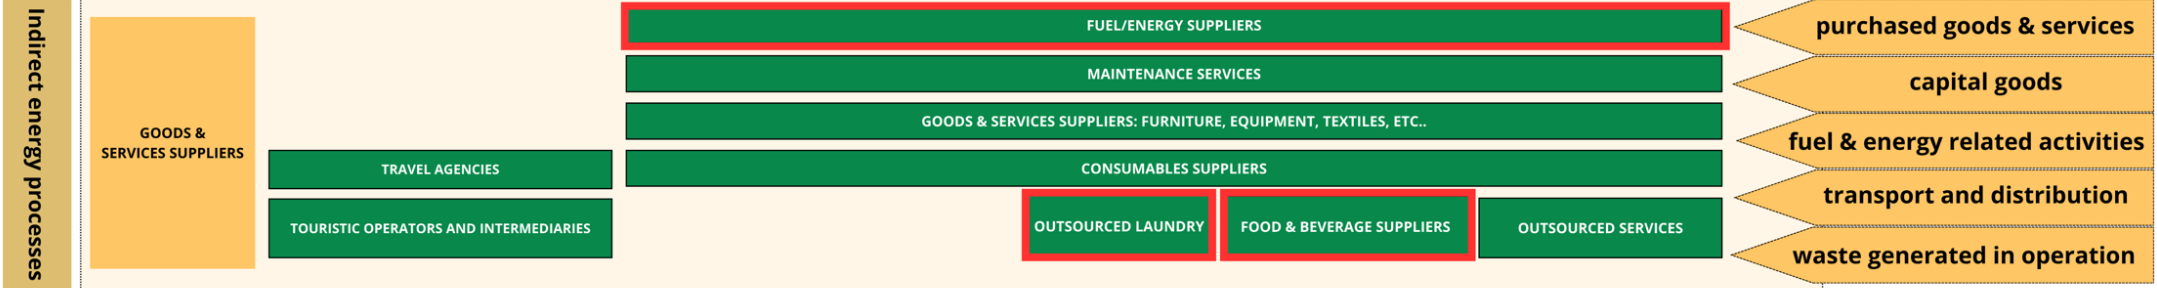 Indirect energy processes
GOODS &
SERVICES SUPPLIERS
TRAVEL AGENCIES
TOURISTIC OPERATORS AND INTERMEDIARIES
FUEL/ENERGY SUPPLIERS
MAINTENANCE SERVICES
GOODS & SERVICES SUPPLIERS: FURNITURE, EQUIPMENT, TEXTILES, ETC..
CONSUMABLES SUPPLIERS
OUTSOURCED LAUNDRY
FOOD & BEVERAGE SUPPLIERS
OUTSOURCED SERVICES
purchased goods & services
capital goods
fuel & energy related activities
transport and distribution
waste generated in operation